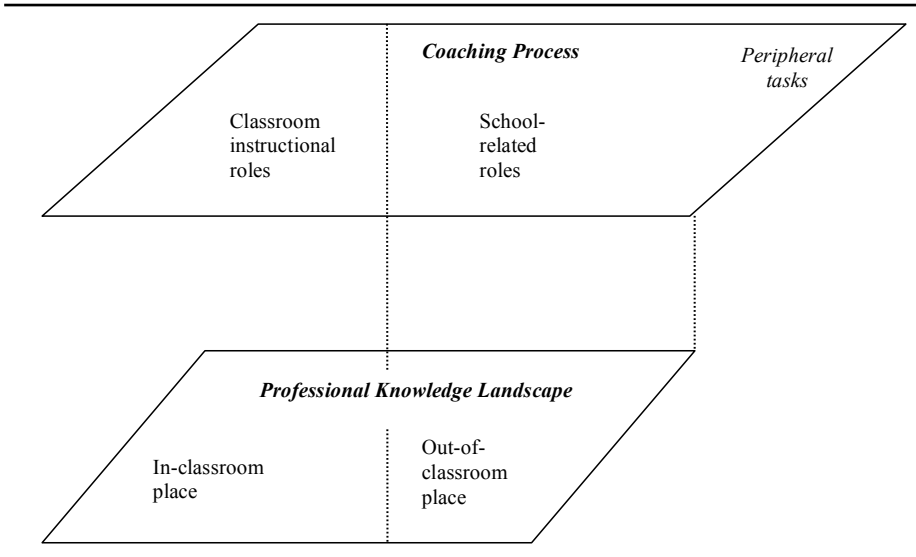 Coaching Process
Peripheral
tasks
Classroom
instructional
roles
School-
related
roles
Professional Knowledge Landscape
In-classroom
place
Out-of-
classroom
place